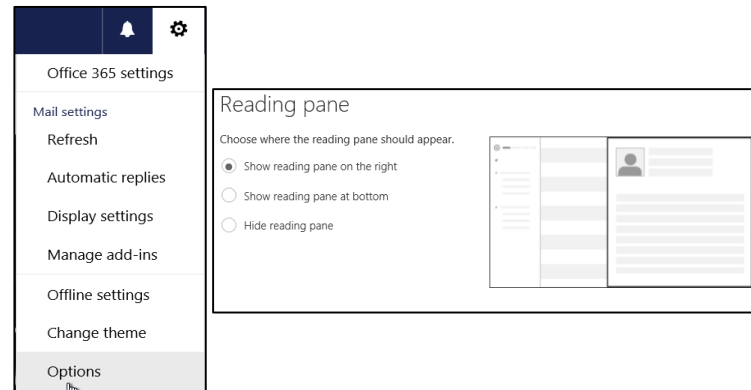 Office 365 settings
Mail settings
Refresh
Automatic replies
Display settings
Manage add-ins
Offline settings
Change theme
Options
Reading pane
Choose where the reading pane should appear.
Show reading pane on the right
Show reading pane at bottom
Hide reading pane